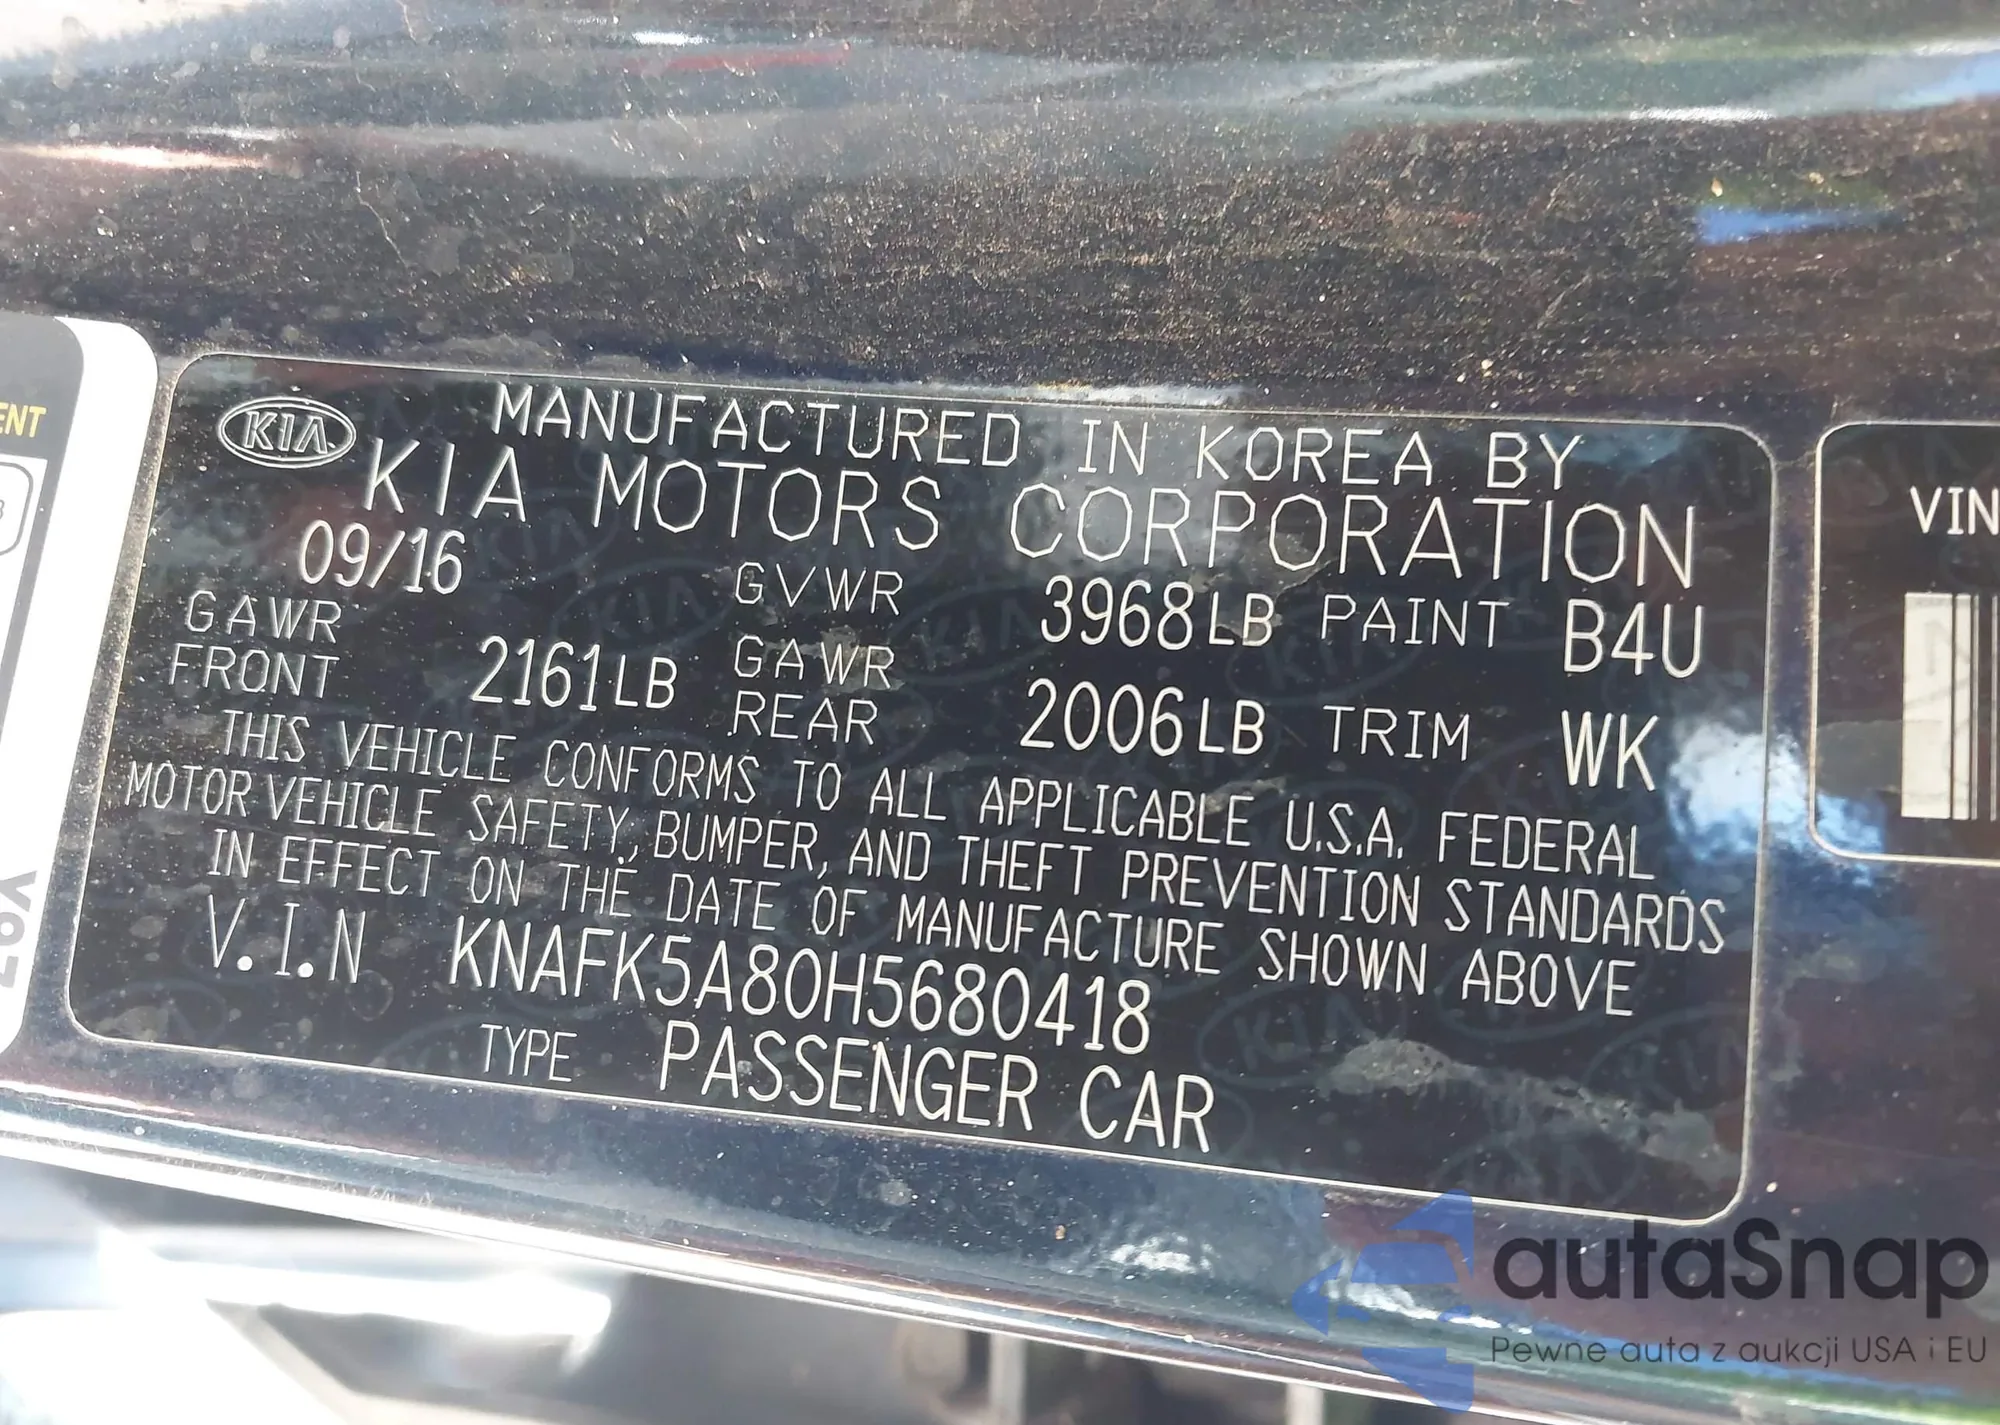 KIA
MANUFACTURED IN KOREA BY
KIA MOTORS CORPORATION
09/16 GVWR 3968LB PAINT B4U
GAWR FRONT 2161LB GAWR REAR 2006LB TRIM WK
THIS VEHICLE CONFORMS TO ALL APPLICABLE U.S.A. FEDERAL
MOTOR VEHICLE SAFETY, BUMPER, AND THEFT PREVENTION STANDARDS
IN EFFECT ON THE DATE OF MANUFACTURE SHOWN ABOVE
V.I.N KNAFK5A80H5680418
TYPE PASSENGER CAR
ENT
VIN
autaSnap
Pewne auta z aukcji USA i EU